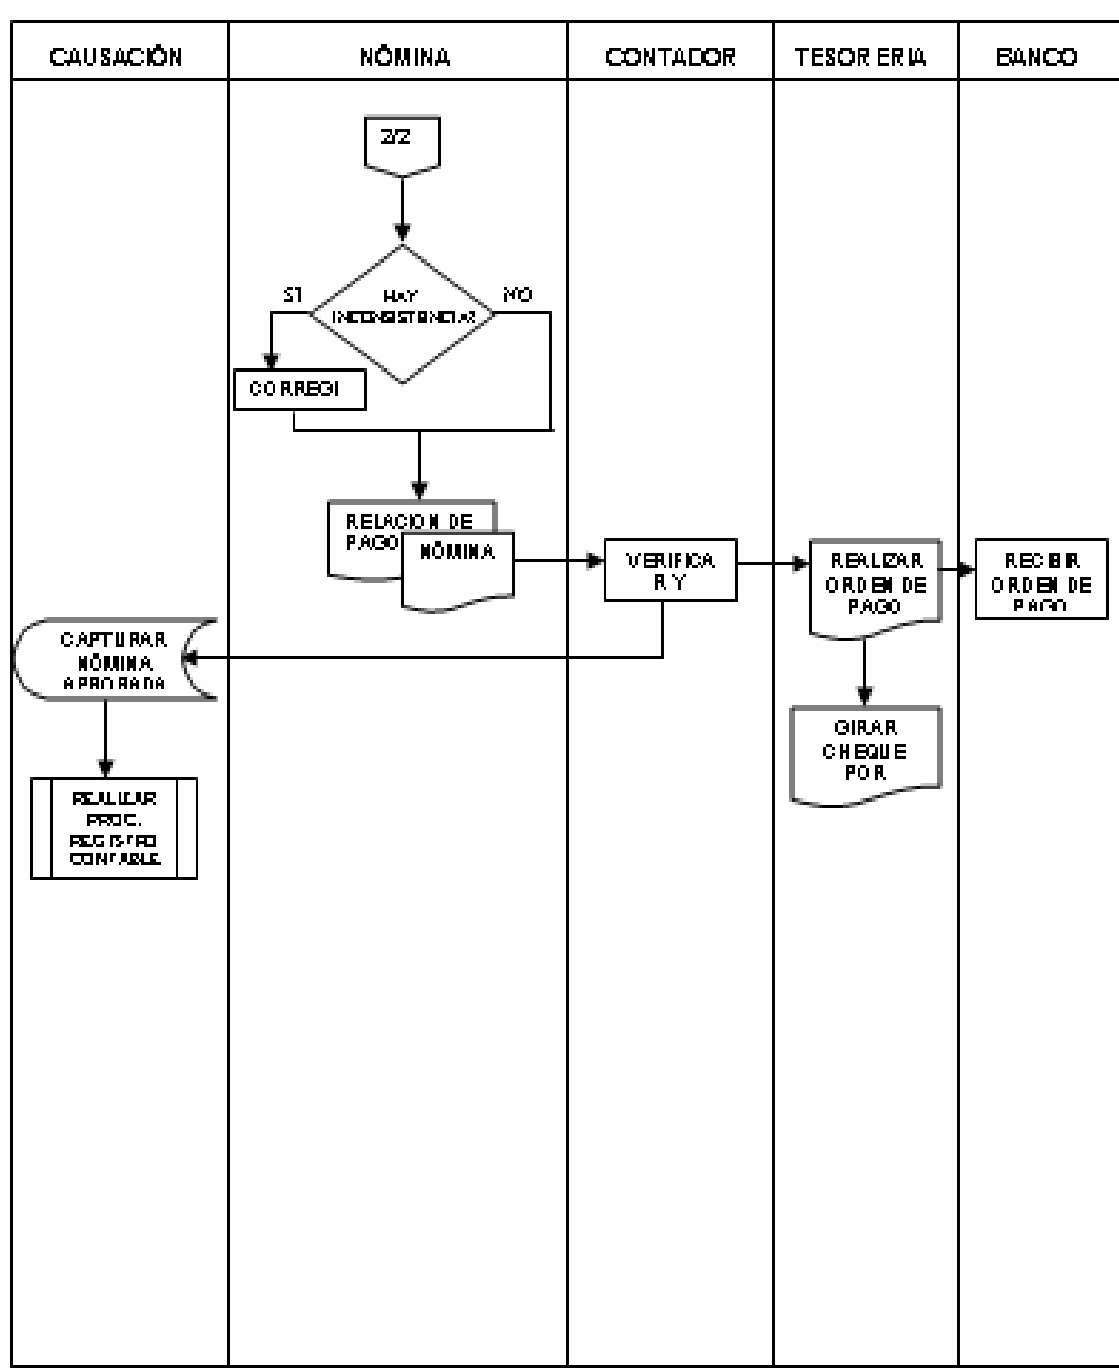 CAUSACIÓN
NÓMINA
CONTADOR
TESORERIA
BANCO
2/2
SI
HAY
INCONSISTENCIA?
NO
CORREGI
RELACION DE
PAGO
NÓMINA
VERIFICA
R Y
REALIZAR
ORDEN DE
PAGO
RECIBIR
ORDEN DE
PAGO
CAPTURAR
NÓMINA
APROBADA
GIRAR
CHEQUE
POR
REALIZAR
PROC.
REGISTRO
CONTABLE